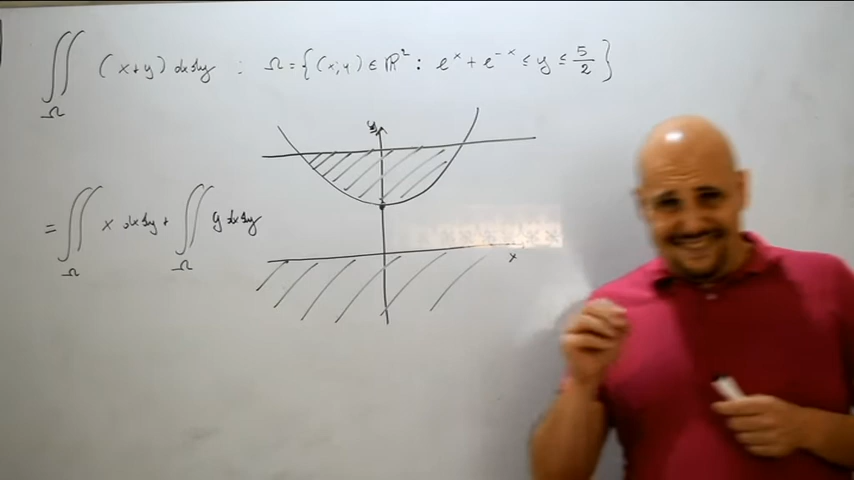 ∬_Ω (x+y) dxdy : Ω = {(x,y) ∈ ℝ² : e^x + e^-x ≤ y ≤ 5/2}
y
= ∬_Ω x dxdy + ∬_Ω y dxdy
x